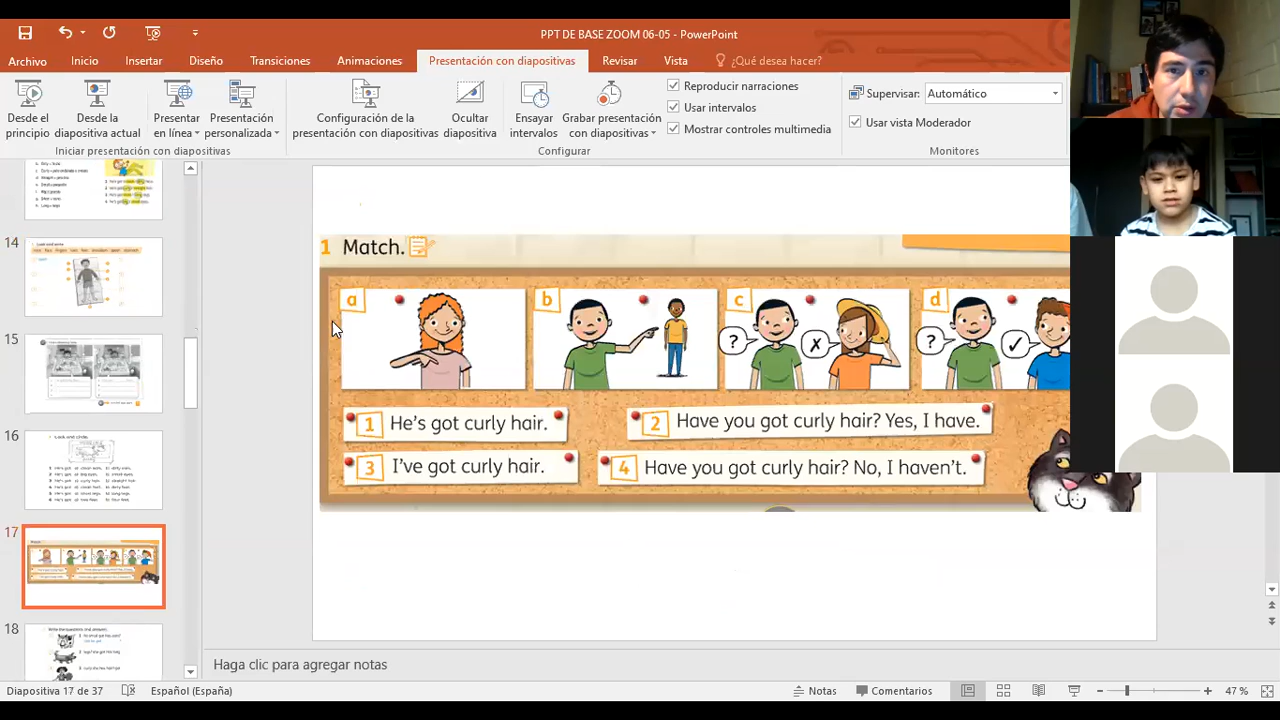 PPT DE BASE ZOOM 06-05 - PowerPoint
Archivo Inicio Insertar Diseño Transiciones Animaciones Presentación con diapositivas Revisar Vista ¿Qué desea hacer?
Desde el principio
Desde la diapositiva actual
Presentar en línea
Presentación personalizada
Iniciar presentación con diapositivas
Configuración de la presentación con diapositivas
Ocultar diapositiva
Ensayar intervalos
Grabar presentación con diapositivas
Reproducir narraciones
Usar intervalos
Mostrar controles multimedia
Configurar
Supervisar: Automático
Usar vista Moderador
Monitores
14
15
16
17
18
1 Match.
a b c d
? ✗ ? ✓
1 He's got curly hair.
2 Have you got curly hair? Yes, I have.
3 I've got curly hair.
4 Have you got curly hair? No, I haven't.
Haga clic para agregar notas
Diapositiva 17 de 37 Español (España) Notas Comentarios 47 %